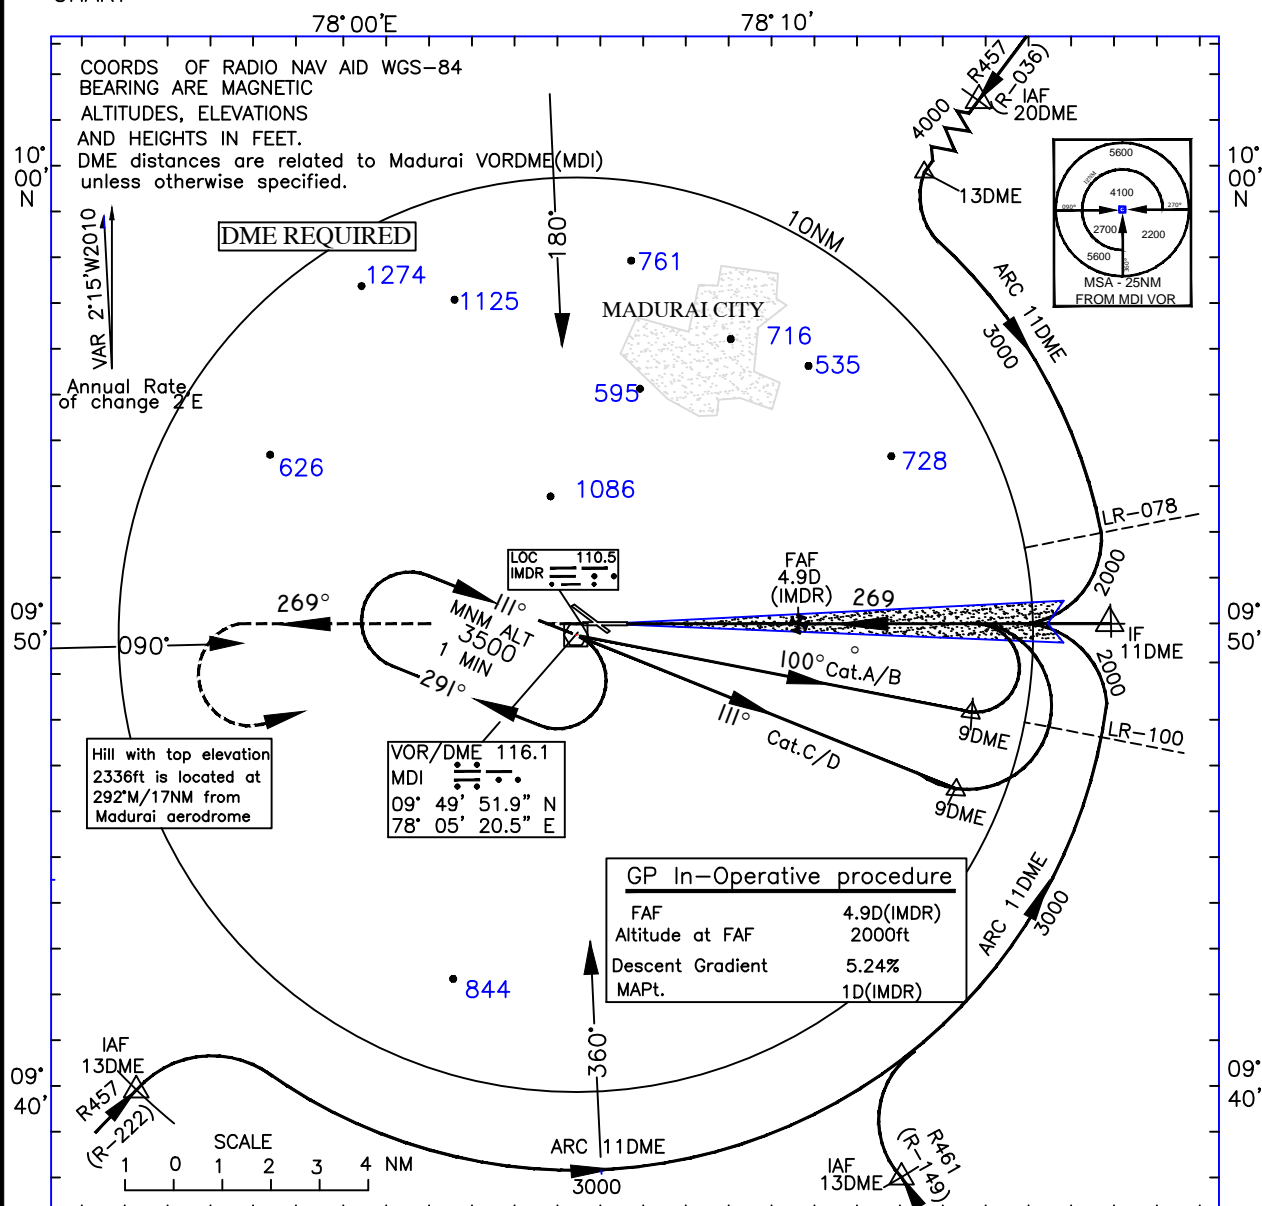 78° 00'E
78° 10'
COORDS OF RADIO NAV AID WGS-84
BEARING ARE MAGNETIC
ALTITUDES, ELEVATIONS
AND HEIGHTS IN FEET.
DME distances are related to Madurai VORDME(MDI)
unless otherwise specified.
10°
00'
N
10°
00'
N
R457
(R-036)
IAF
20DME
4000
13DME
5600
10NM
4100
090°
270°
2700
2200
5600
360°
MSA - 25NM
FROM MDI VOR
VAR 2°15'W2010
Annual Rate
of change 2'E
DME REQUIRED
180°
10NM
1274
1125
761
MADURAI CITY
716
535
595
ARC 11DME
3000
626
728
1086
LR-078
2000
LOC 110.5
IMDR
FAF
4.9D
(IMDR)
269
269°
111°
MNM ALT
3500
1 MIN
291°
09°
50'
09°
50'
090°
IF
11DME
2000
100° Cat.A/B
111°
Cat.C/D
9DME
9DME
LR-100
Hill with top elevation
2336ft is located at
292°M/17NM from
Madurai aerodrome
VOR/DME 116.1
MDI
09° 49' 51.9" N
78° 05' 20.5" E
GP In-Operative procedure
FAF 4.9D(IMDR)
Altitude at FAF 2000ft
Descent Gradient 5.24%
MAPt. 1D(IMDR)
ARC 11DME
3000
844
360°
IAF
13DME
R457
(R-222)
09°
40'
09°
40'
SCALE
1 0 1 2 3 4 NM
ARC 11DME
3000
IAF
13DME
R461
(R-149)